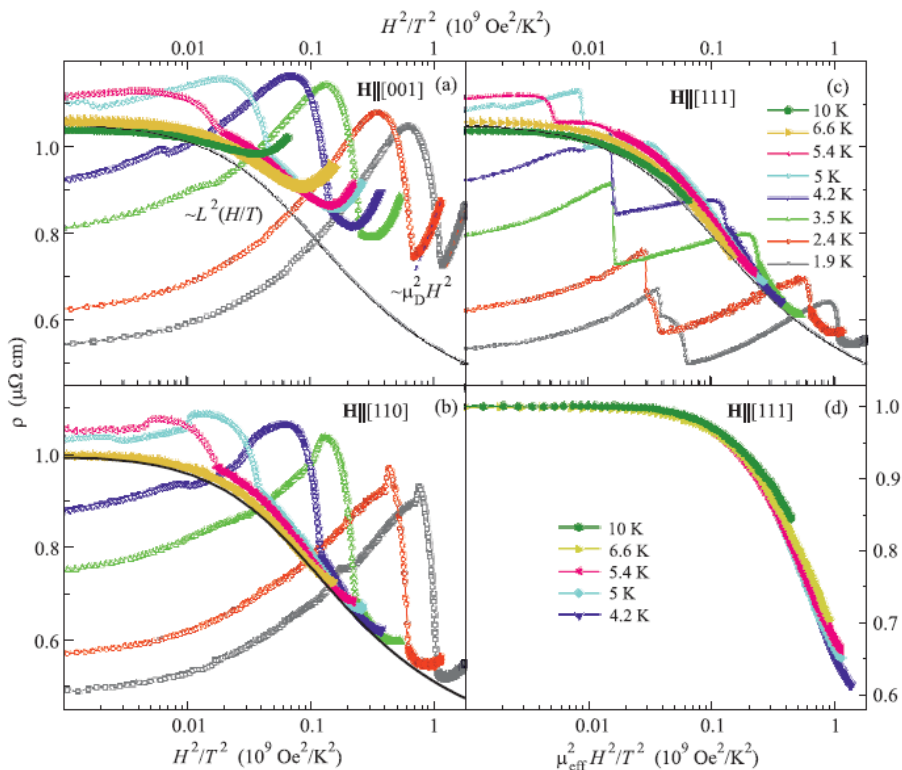 H²/T² (10⁹ Oe²/K²)
0.01 0.1 1 0.01 0.1 1
H||[001] (a)
H||[111] (c)
10 K
6.6 K
5.4 K
5 K
4.2 K
3.5 K
2.4 K
1.9 K
1.0
0.8
0.6
~L²(H/T)
~μ_D²H²
ρ (μΩ cm)
H||[110] (b)
H||[111] (d)
1.0
0.8
0.6
10 K
6.6 K
5.4 K
5 K
4.2 K
1.0
0.9
0.8
0.7
0.6
0.01 0.1 1 0.01 0.1 1
H²/T² (10⁹ Oe²/K²)
μ_eff²H²/T² (10⁹ Oe²/K²)